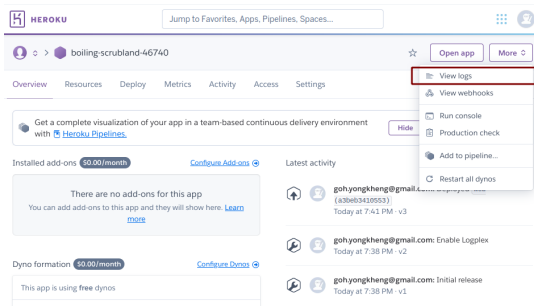 HEROKU
Jump to Favorites, Apps, Pipelines, Spaces...
boiling-scrubland-46740
Open app
More
Overview Resources Deploy Metrics Activity Access Settings
View logs
View webhooks
Run console
Production check
Add to pipeline...
Restart all dynos
Get a complete visualization of your app in a team-based continuous delivery environment
with Heroku Pipelines.
Hide
Installed add-ons $0.00/month Configure Add-ons
There are no add-ons for this app
You can add add-ons to this app and they will show here. Learn
more
Dyno formation $0.00/month Configure Dynos
This app is using free dynos
Latest activity
goh.yongkheng@gmail.com:
(a3beb3410553)
Today at 7:41 PM · v3
goh.yongkheng@gmail.com: Enable Logplex
Today at 7:38 PM · v2
goh.yongkheng@gmail.com: Initial release
Today at 7:38 PM · v1